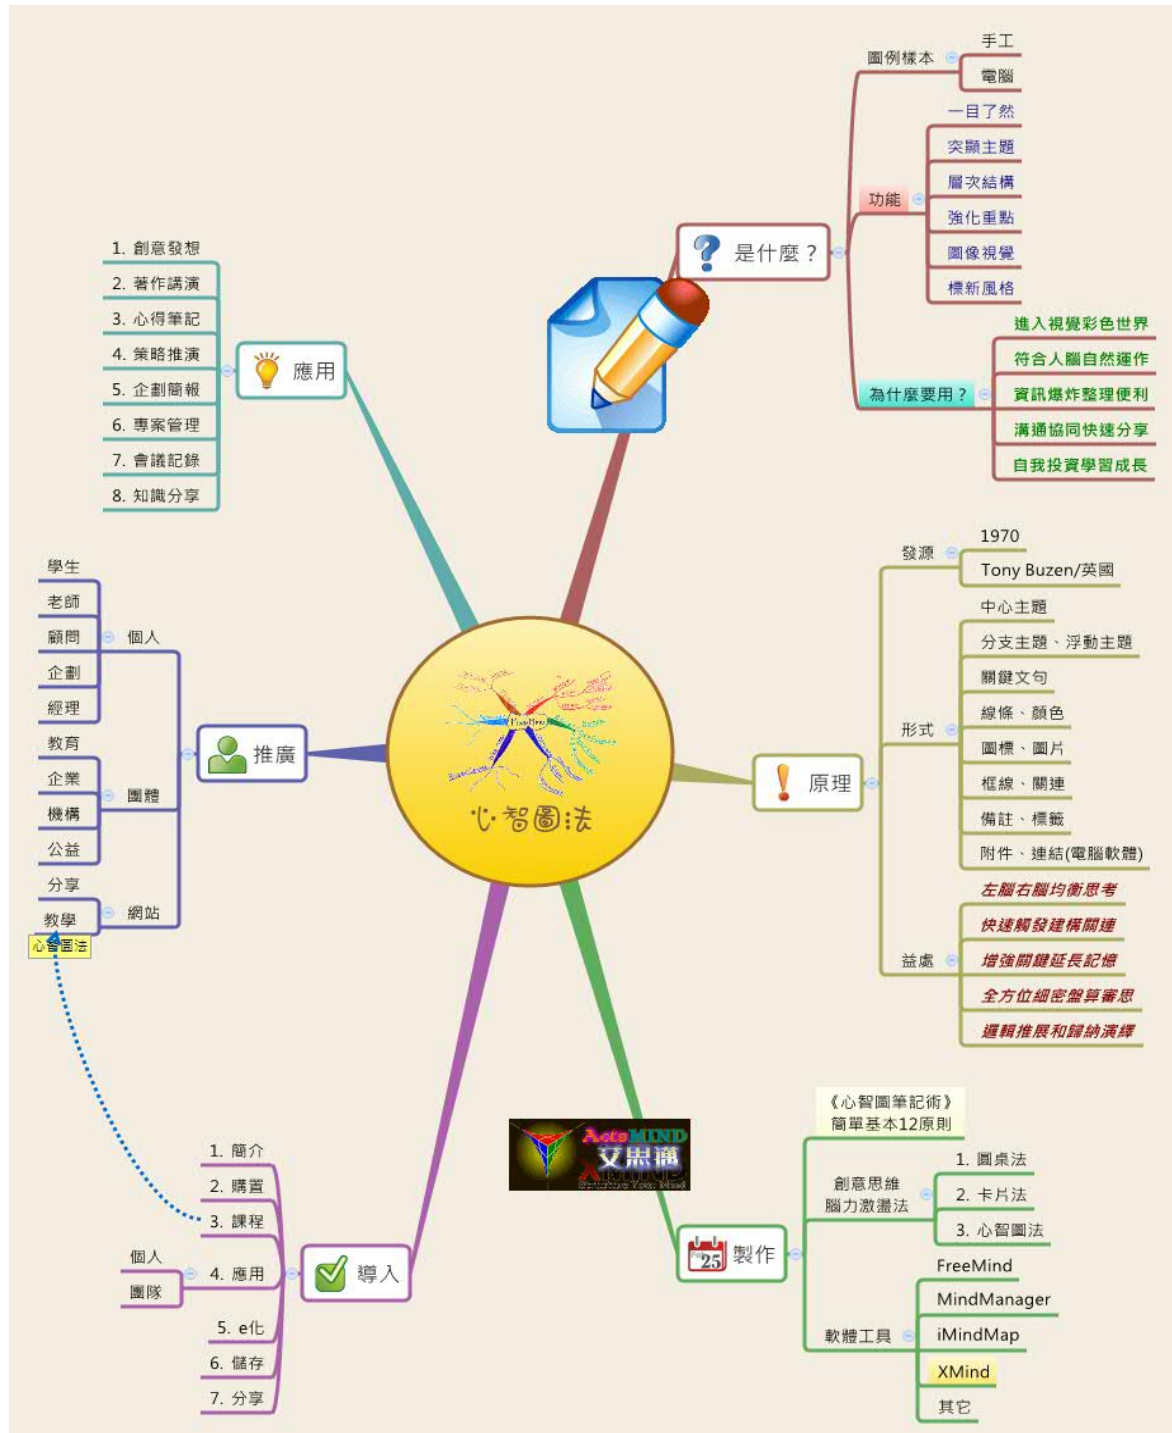 心智圖法
是什麼？
圖例樣本
手工
電腦
功能
一目了然
突顯主題
層次結構
強化重點
圖像視覺
標新風格
為什麼要用？
進入視覺彩色世界
符合人腦自然運作
資訊爆炸整理便利
溝通協同快速分享
自我投資學習成長
原理
發源
1970
Tony Buzen/英國
形式
中心主題
分支主題、浮動主題
關鍵文句
線條、顏色
圖標、圖片
框線、關連
備註、標籤
附件、連結(電腦軟體)
益處
左腦右腦均衡思考
快速觸發建構關連
增強關鍵延長記憶
全方位細密盤算審思
邏輯推展和歸納演繹
ActsMIND
艾思邁
XMIND
25
製作
《心智圖筆記術》
簡單基本12原則
創意思維
腦力激盪法
1. 圓桌法
2. 卡片法
3. 心智圖法
軟體工具
FreeMind
MindManager
iMindMap
XMind
其它
導入
1. 簡介
2. 購置
3. 課程
4. 應用
個人
團隊
5. e化
6. 儲存
7. 分享
推廣
個人
學生
老師
顧問
企劃
經理
團體
教育
企業
機構
公益
網站
分享
教學
心智圖法
應用
1. 創意發想
2. 著作講演
3. 心得筆記
4. 策略推演
5. 企劃簡報
6. 專案管理
7. 會議記錄
8. 知識分享